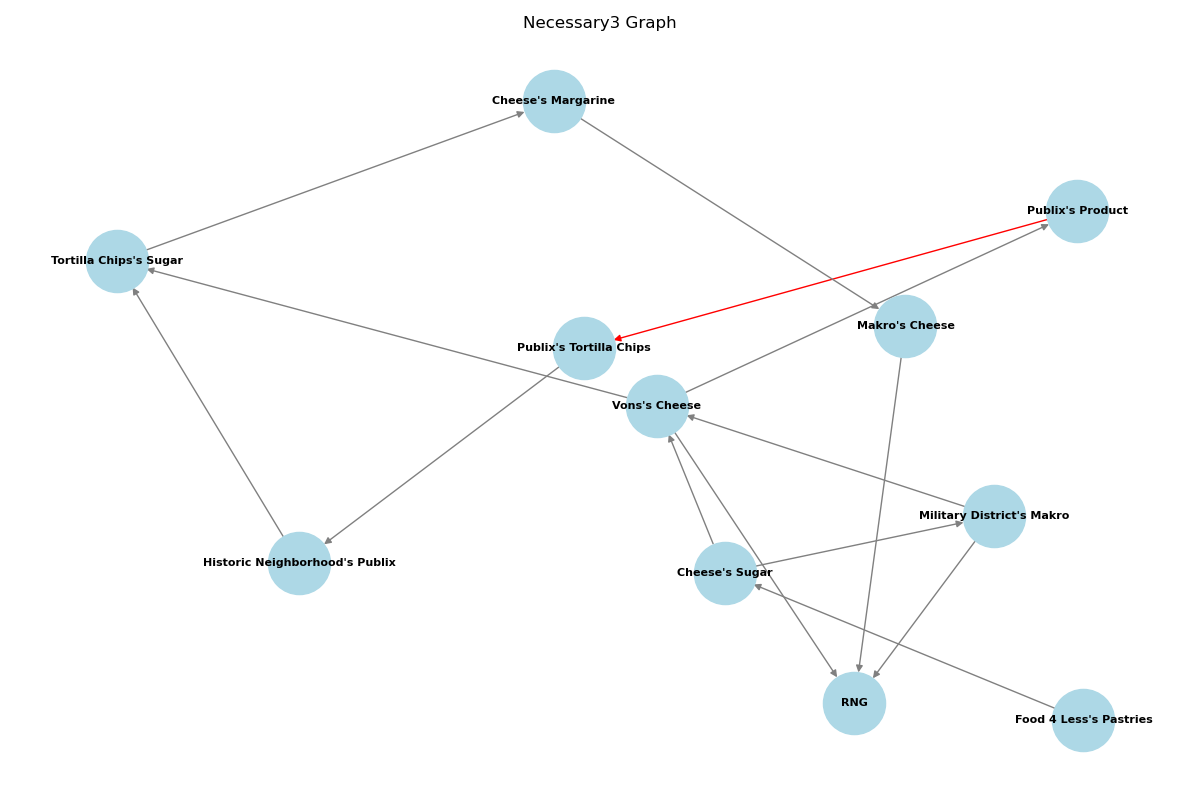 Necessary3 Graph
Cheese's Margarine
Publix's Product
Tortilla Chips's Sugar
Makro's Cheese
Publix's Tortilla Chips
Vons's Cheese
Military District's Makro
Historic Neighborhood's Publix
Cheese's Sugar
RNG
Food 4 Less's Pastries